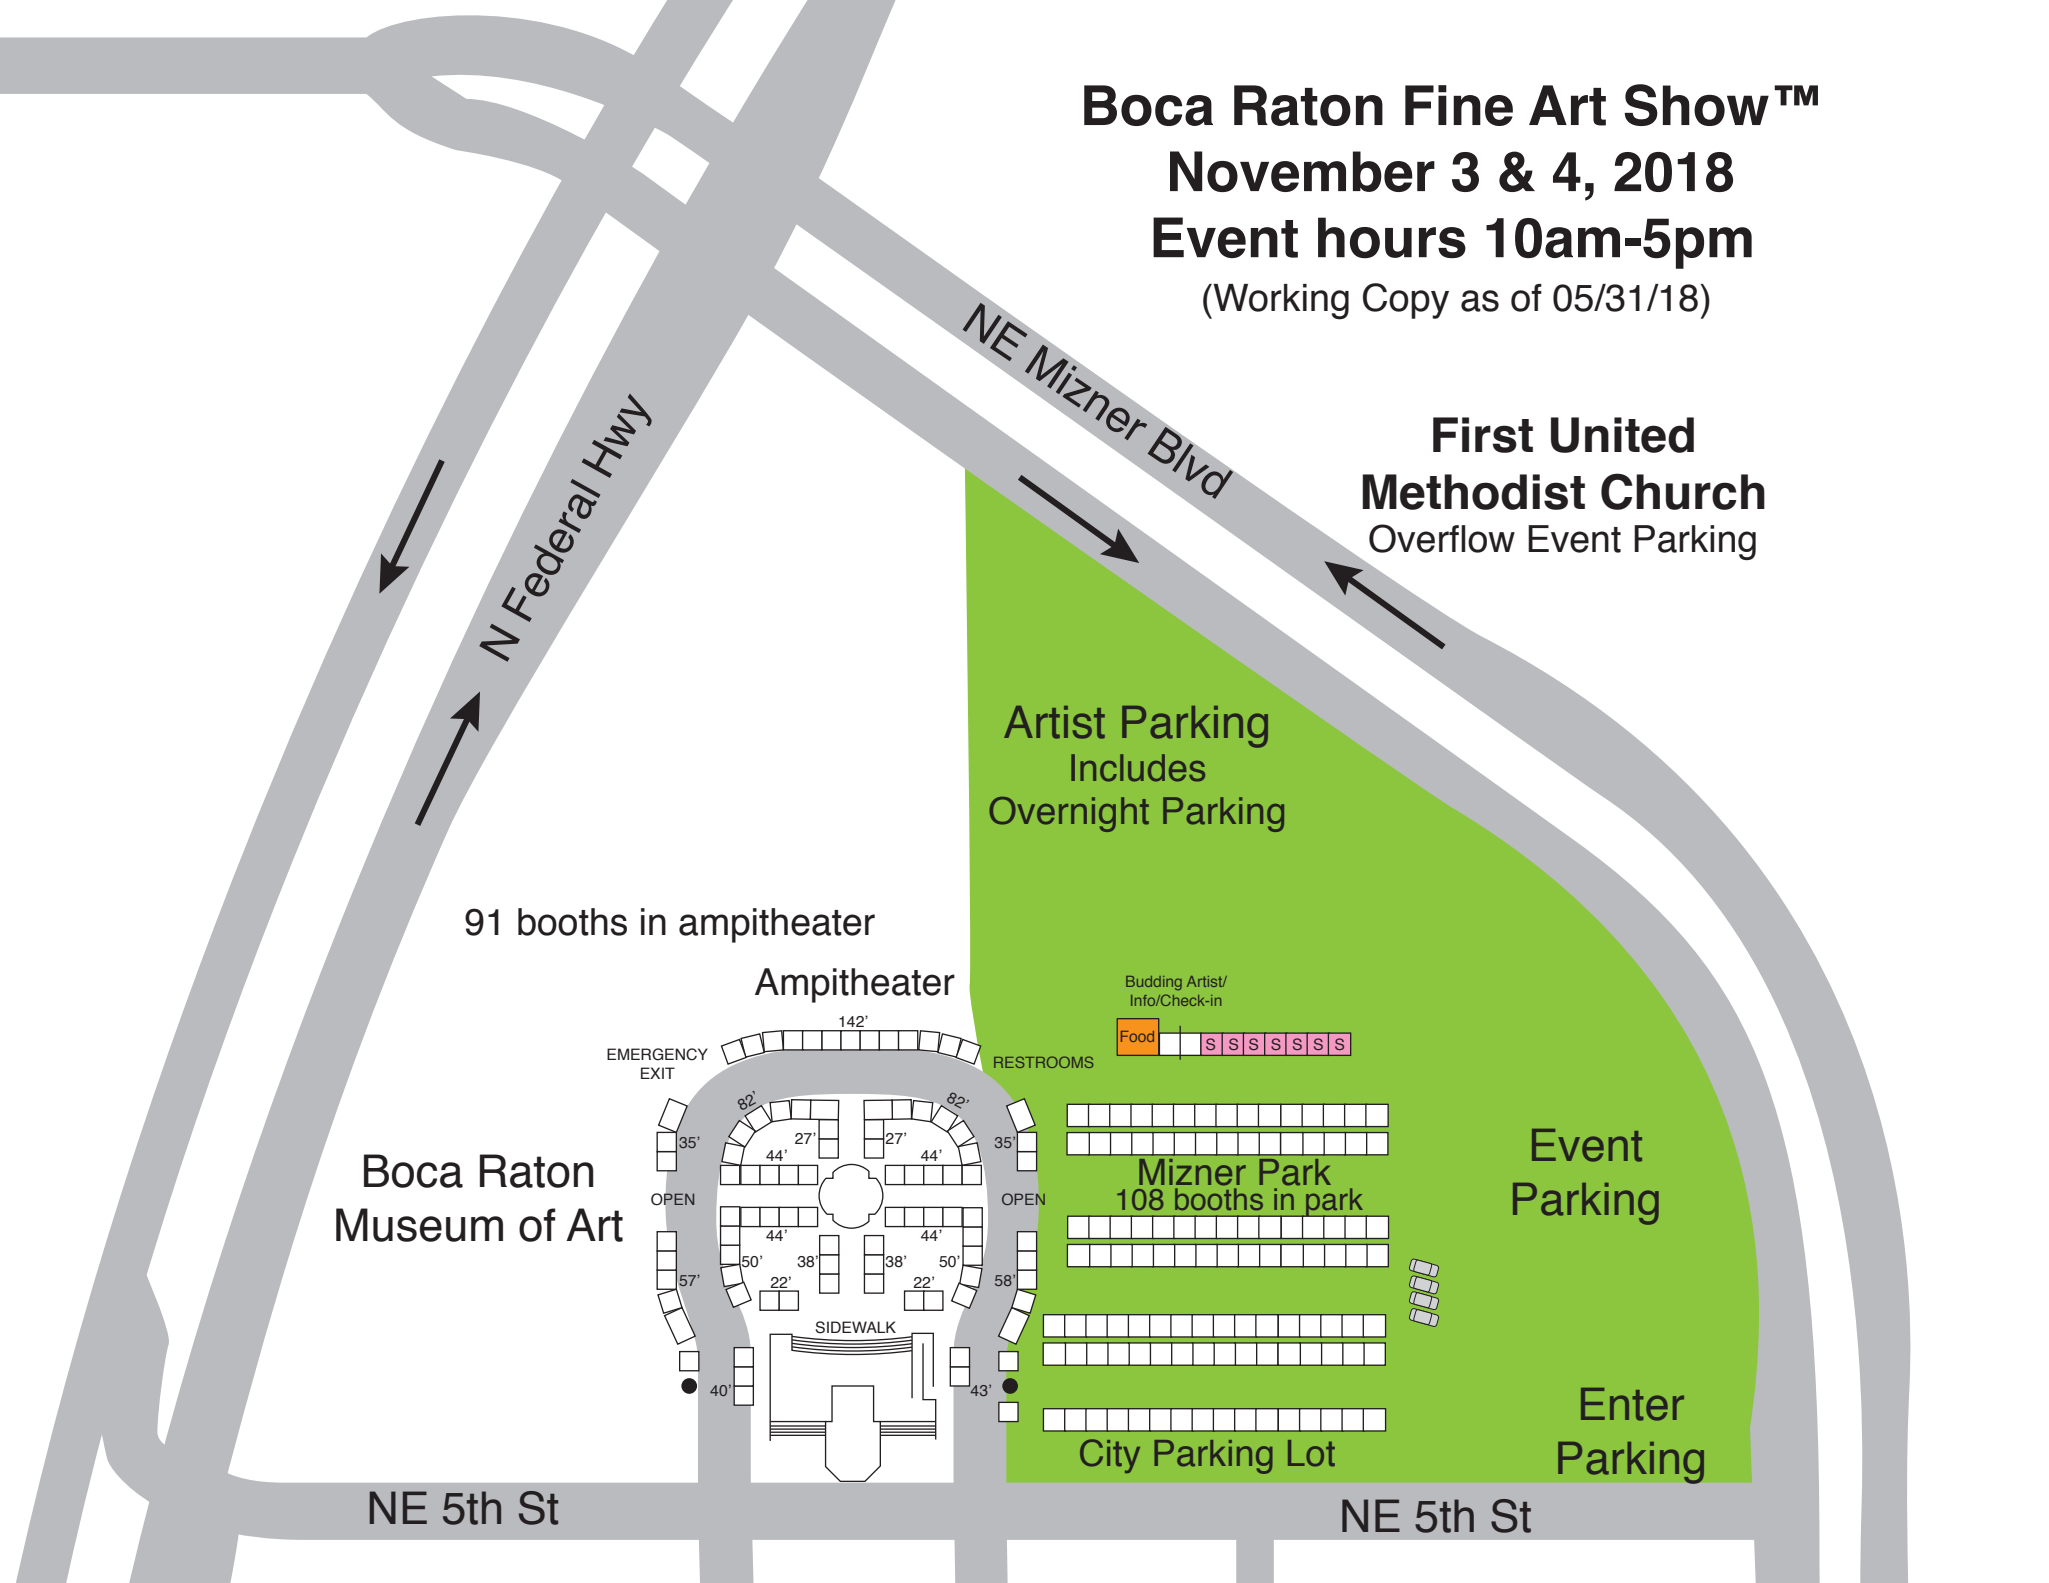 Boca Raton Fine Art Show™
November 3 & 4, 2018
Event hours 10am-5pm
(Working Copy as of 05/31/18)
NE Mizner Blvd
N Federal Hwy
First United
Methodist Church
Overflow Event Parking
Artist Parking
Includes
Overnight Parking
91 booths in ampitheater
Ampitheater
142’
Budding Artist/
Info/Check-in
Food
S S S S S S S
EMERGENCY
EXIT
RESTROOMS
82’
82’
35’
27’
27’
35’
44’
44’
Boca Raton
Museum of Art
OPEN
OPEN
Mizner Park
108 booths in park
Event
Parking
44’
44’
50’
38’
38’
50’
57’
22’
22’
58’
SIDEWALK
40’
43’
City Parking Lot
Enter
Parking
NE 5th St
NE 5th St